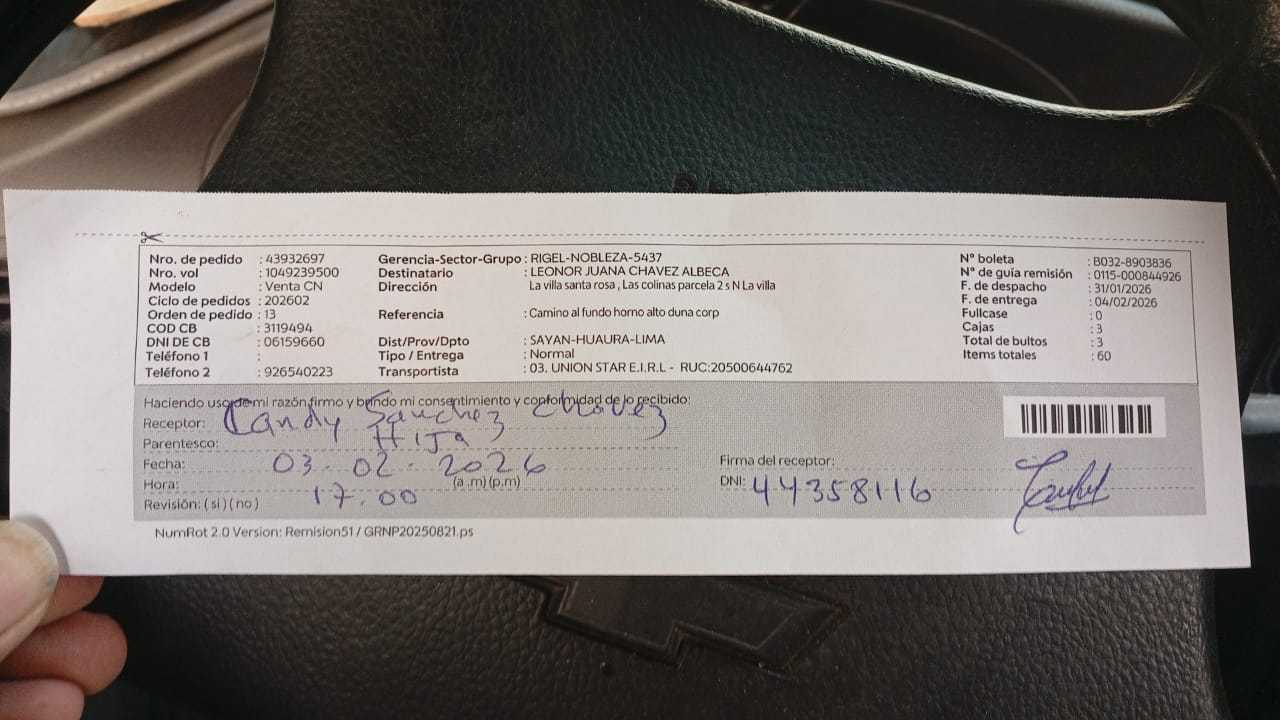 Nro. de pedido : 43932697 Gerencia-Sector-Grupo : RIGEL-NOBLEZA-5437 N° boleta : B032-8903836
Nro. vol : 1049239500 Destinatario : LEONOR JUANA CHAVEZ ALBECA N° de guía remisión : 0115-000844926
Modelo : Venta CN Dirección La villa santa rosa , Las colinas parcela 2 s N La villa F. de despacho : 31/01/2026
Ciclo de pedidos : 202602 F. de entrega : 04/02/2026
Orden de pedido : 13 Referencia : Camino al fundo horno alto duna corp Fullcase : 0
COD CB : 3119494 Cajas : 3
DNI DE CB : 06159660 Dist/Prov/Dpto : SAYAN-HUAURA-LIMA Total de bultos : 3
Teléfono 1 : Tipo / Entrega : Normal Items totales : 60
Teléfono 2 : 926540223 Transportista : 03. UNION STAR E.I.R.L - RUC:20500644762
Haciendo uso de mi razón, firmo y brindo mi consentimiento y conformidad de lo recibido:
Receptor: Candy Sanchez Chavez
Parentesco: HIJA
Fecha: 03 . 02 . 2026 Firma del receptor:
Hora: 17.00 (a .m) (p.m) DNI: 44358116
Revisión: ( si ) ( no )
NumRot 2.0 Version: Remision51 / GRNP20250821.ps